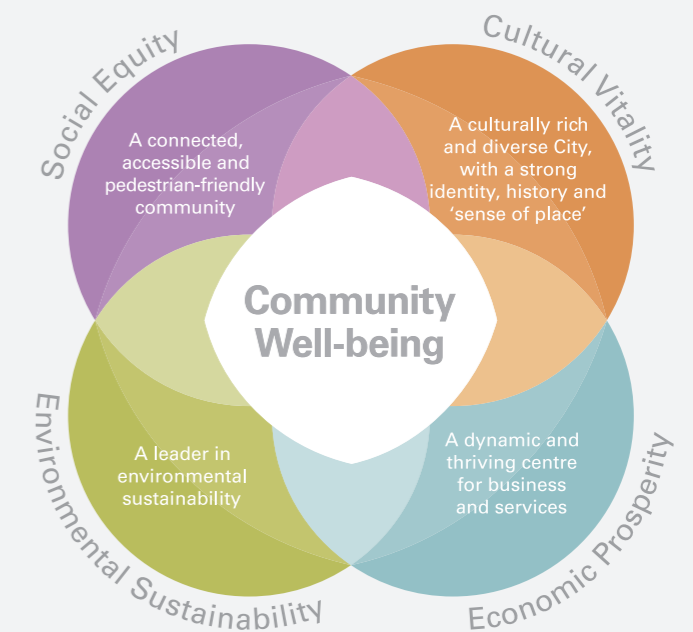 Social Equity
Cultural Vitality
A connected,
accessible and
pedestrian-friendly
community
A culturally rich
and diverse City,
with a strong
identity, history and
‘sense of place’
Community
Well-being
A leader in
environmental
sustainability
A dynamic and
thriving centre
for business
and services
Environmental Sustainability
Economic Prosperity